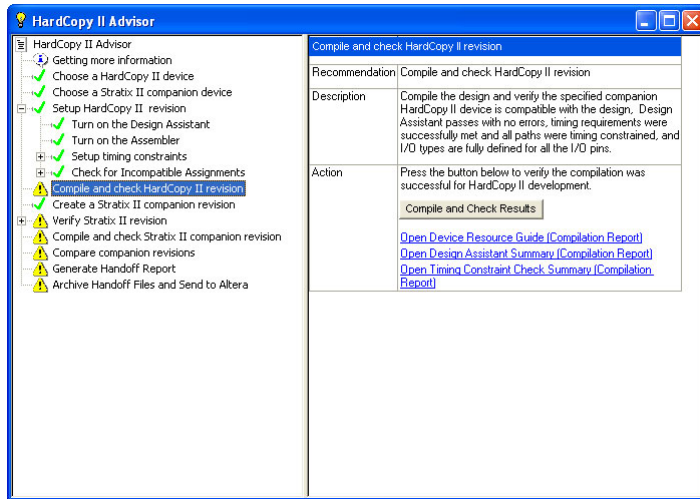 HardCopy II Advisor
HardCopy II Advisor
Getting more information
Choose a HardCopy II device
Choose a Stratix II companion device
Setup HardCopy II revision
Turn on the Design Assistant
Turn on the Assembler
Setup timing constraints
Check for Incompatible Assignments
Compile and check HardCopy II revision
Create a Stratix II companion revision
Verify Stratix II revision
Compile and check Stratix II companion revision
Compare companion revisions
Generate Handoff Report
Archive Handoff Files and Send to Altera
Compile and check HardCopy II revision
Recommendation Compile and check HardCopy II revision
Description Compile the design and verify the specified companion
HardCopy II device is compatible with the design, Design
Assistant passes with no errors, timing requirements were
successfully met and all paths were timing constrained, and
I/O types are fully defined for all the I/O pins.
Action Press the button below to verify the compilation was
successful for HardCopy II development.
Compile and Check Results
Open Device Resource Guide (Compilation Report)
Open Design Assistant Summary (Compilation Report)
Open Timing Constraint Check Summary (Compilation
Report)